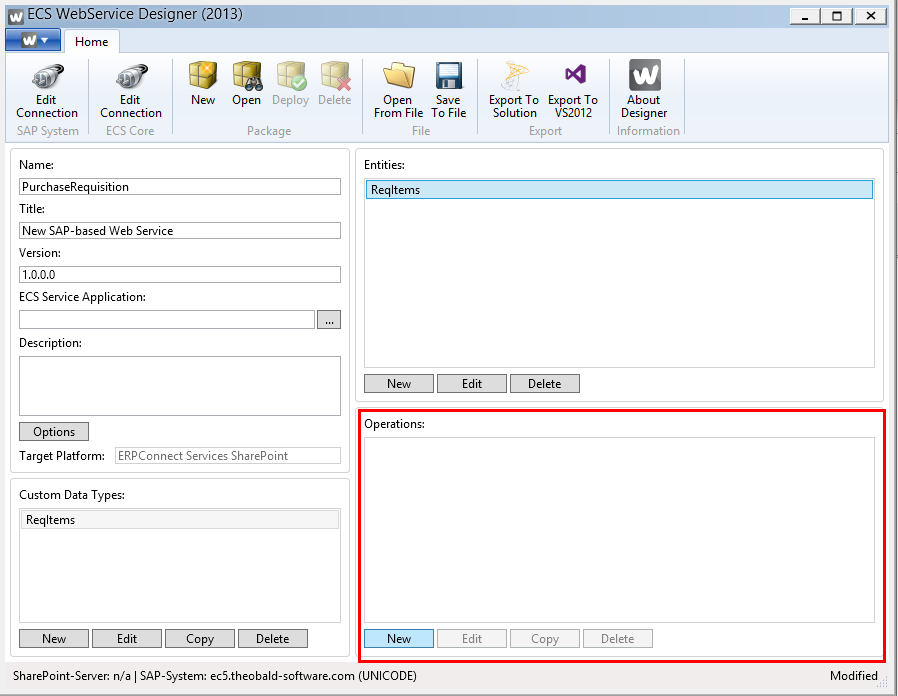 ECS WebService Designer (2013)
Home
Edit Connection
Edit Connection
New
Open
Deploy
Delete
Open From File
Save To File
Export To Solution
Export To VS2012
About Designer
SAP System
ECS Core
Package
File
Export
Information
Name:
PurchaseRequisition
Title:
New SAP-based Web Service
Version:
1.0.0.0
ECS Service Application:
...
Description:
Options
Target Platform: ERPConnect Services SharePoint
Custom Data Types:
ReqItems
New Edit Copy Delete
Entities:
ReqItems
New Edit Delete
Operations:
New Edit Copy Delete
SharePoint-Server: n/a | SAP-System: ec5.theobald-software.com (UNICODE)
Modified